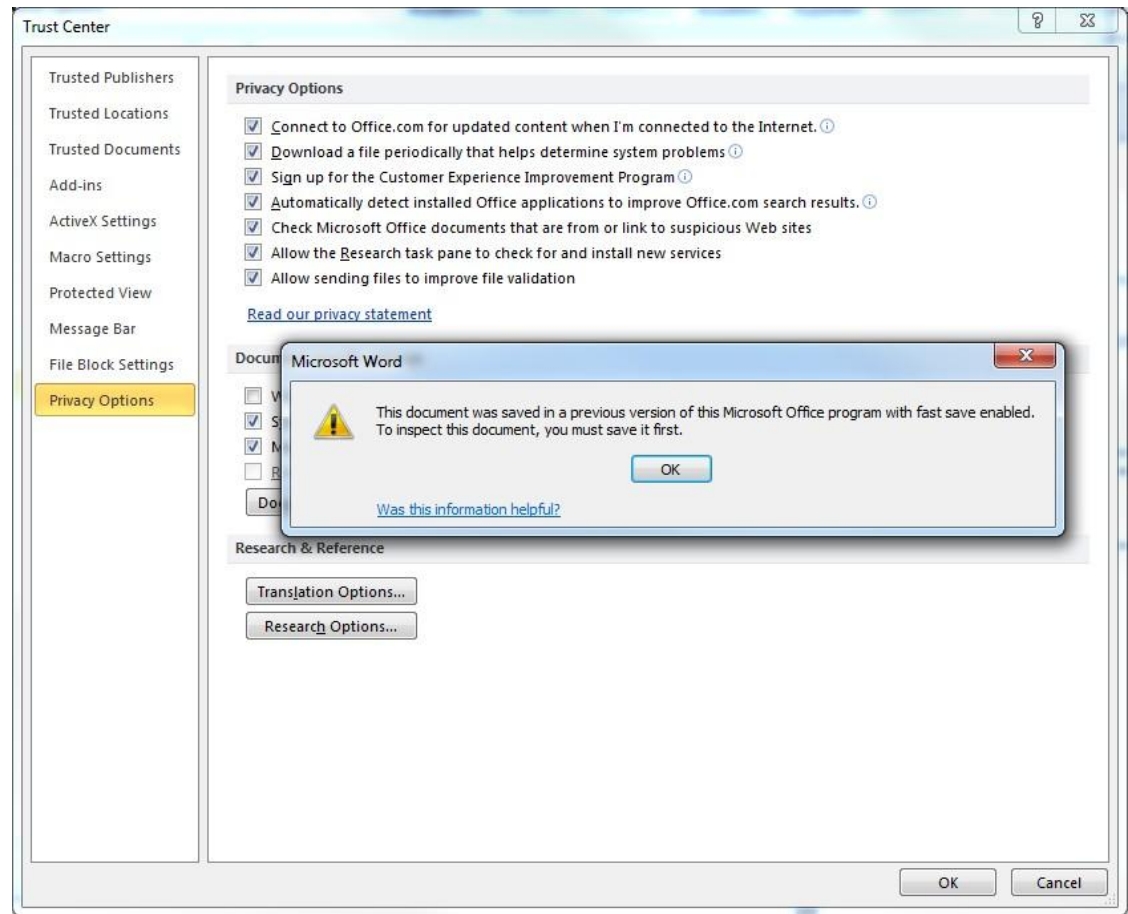 Trust Center
Trusted Publishers
Trusted Locations
Trusted Documents
Add-ins
ActiveX Settings
Macro Settings
Protected View
Message Bar
File Block Settings
Privacy Options
Privacy Options
Connect to Office.com for updated content when I'm connected to the Internet.
Download a file periodically that helps determine system problems
Sign up for the Customer Experience Improvement Program
Automatically detect installed Office applications to improve Office.com search results.
Check Microsoft Office documents that are from or link to suspicious Web sites
Allow the Research task pane to check for and install new services
Allow sending files to improve file validation
Read our privacy statement
Microsoft Word
This document was saved in a previous version of this Microsoft Office program with fast save enabled.
To inspect this document, you must save it first.
OK
Was this information helpful?
Research & Reference
Translation Options...
Research Options...
OK
Cancel